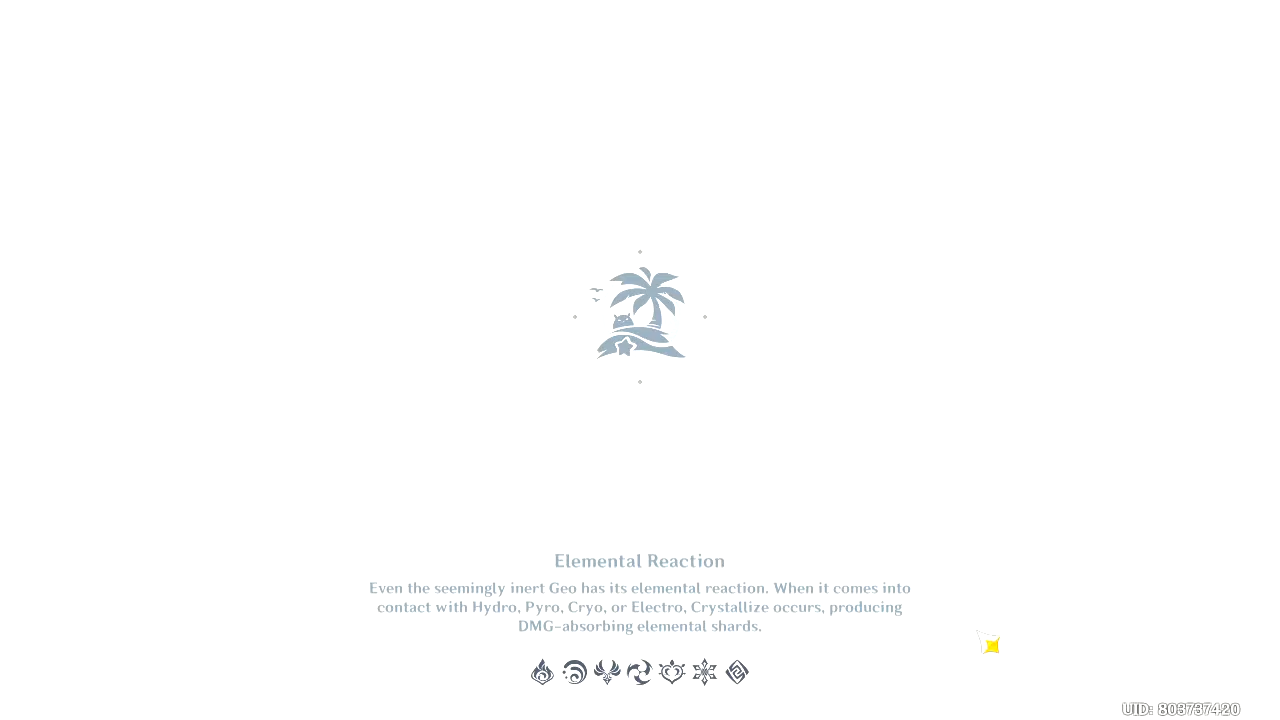 Elemental Reaction
Even the seemingly inert Geo has its elemental reaction. When it comes into
contact with Hydro, Pyro, Cryo, or Electro, Crystallize occurs, producing
DMG-absorbing elemental shards.
UID: 803737420